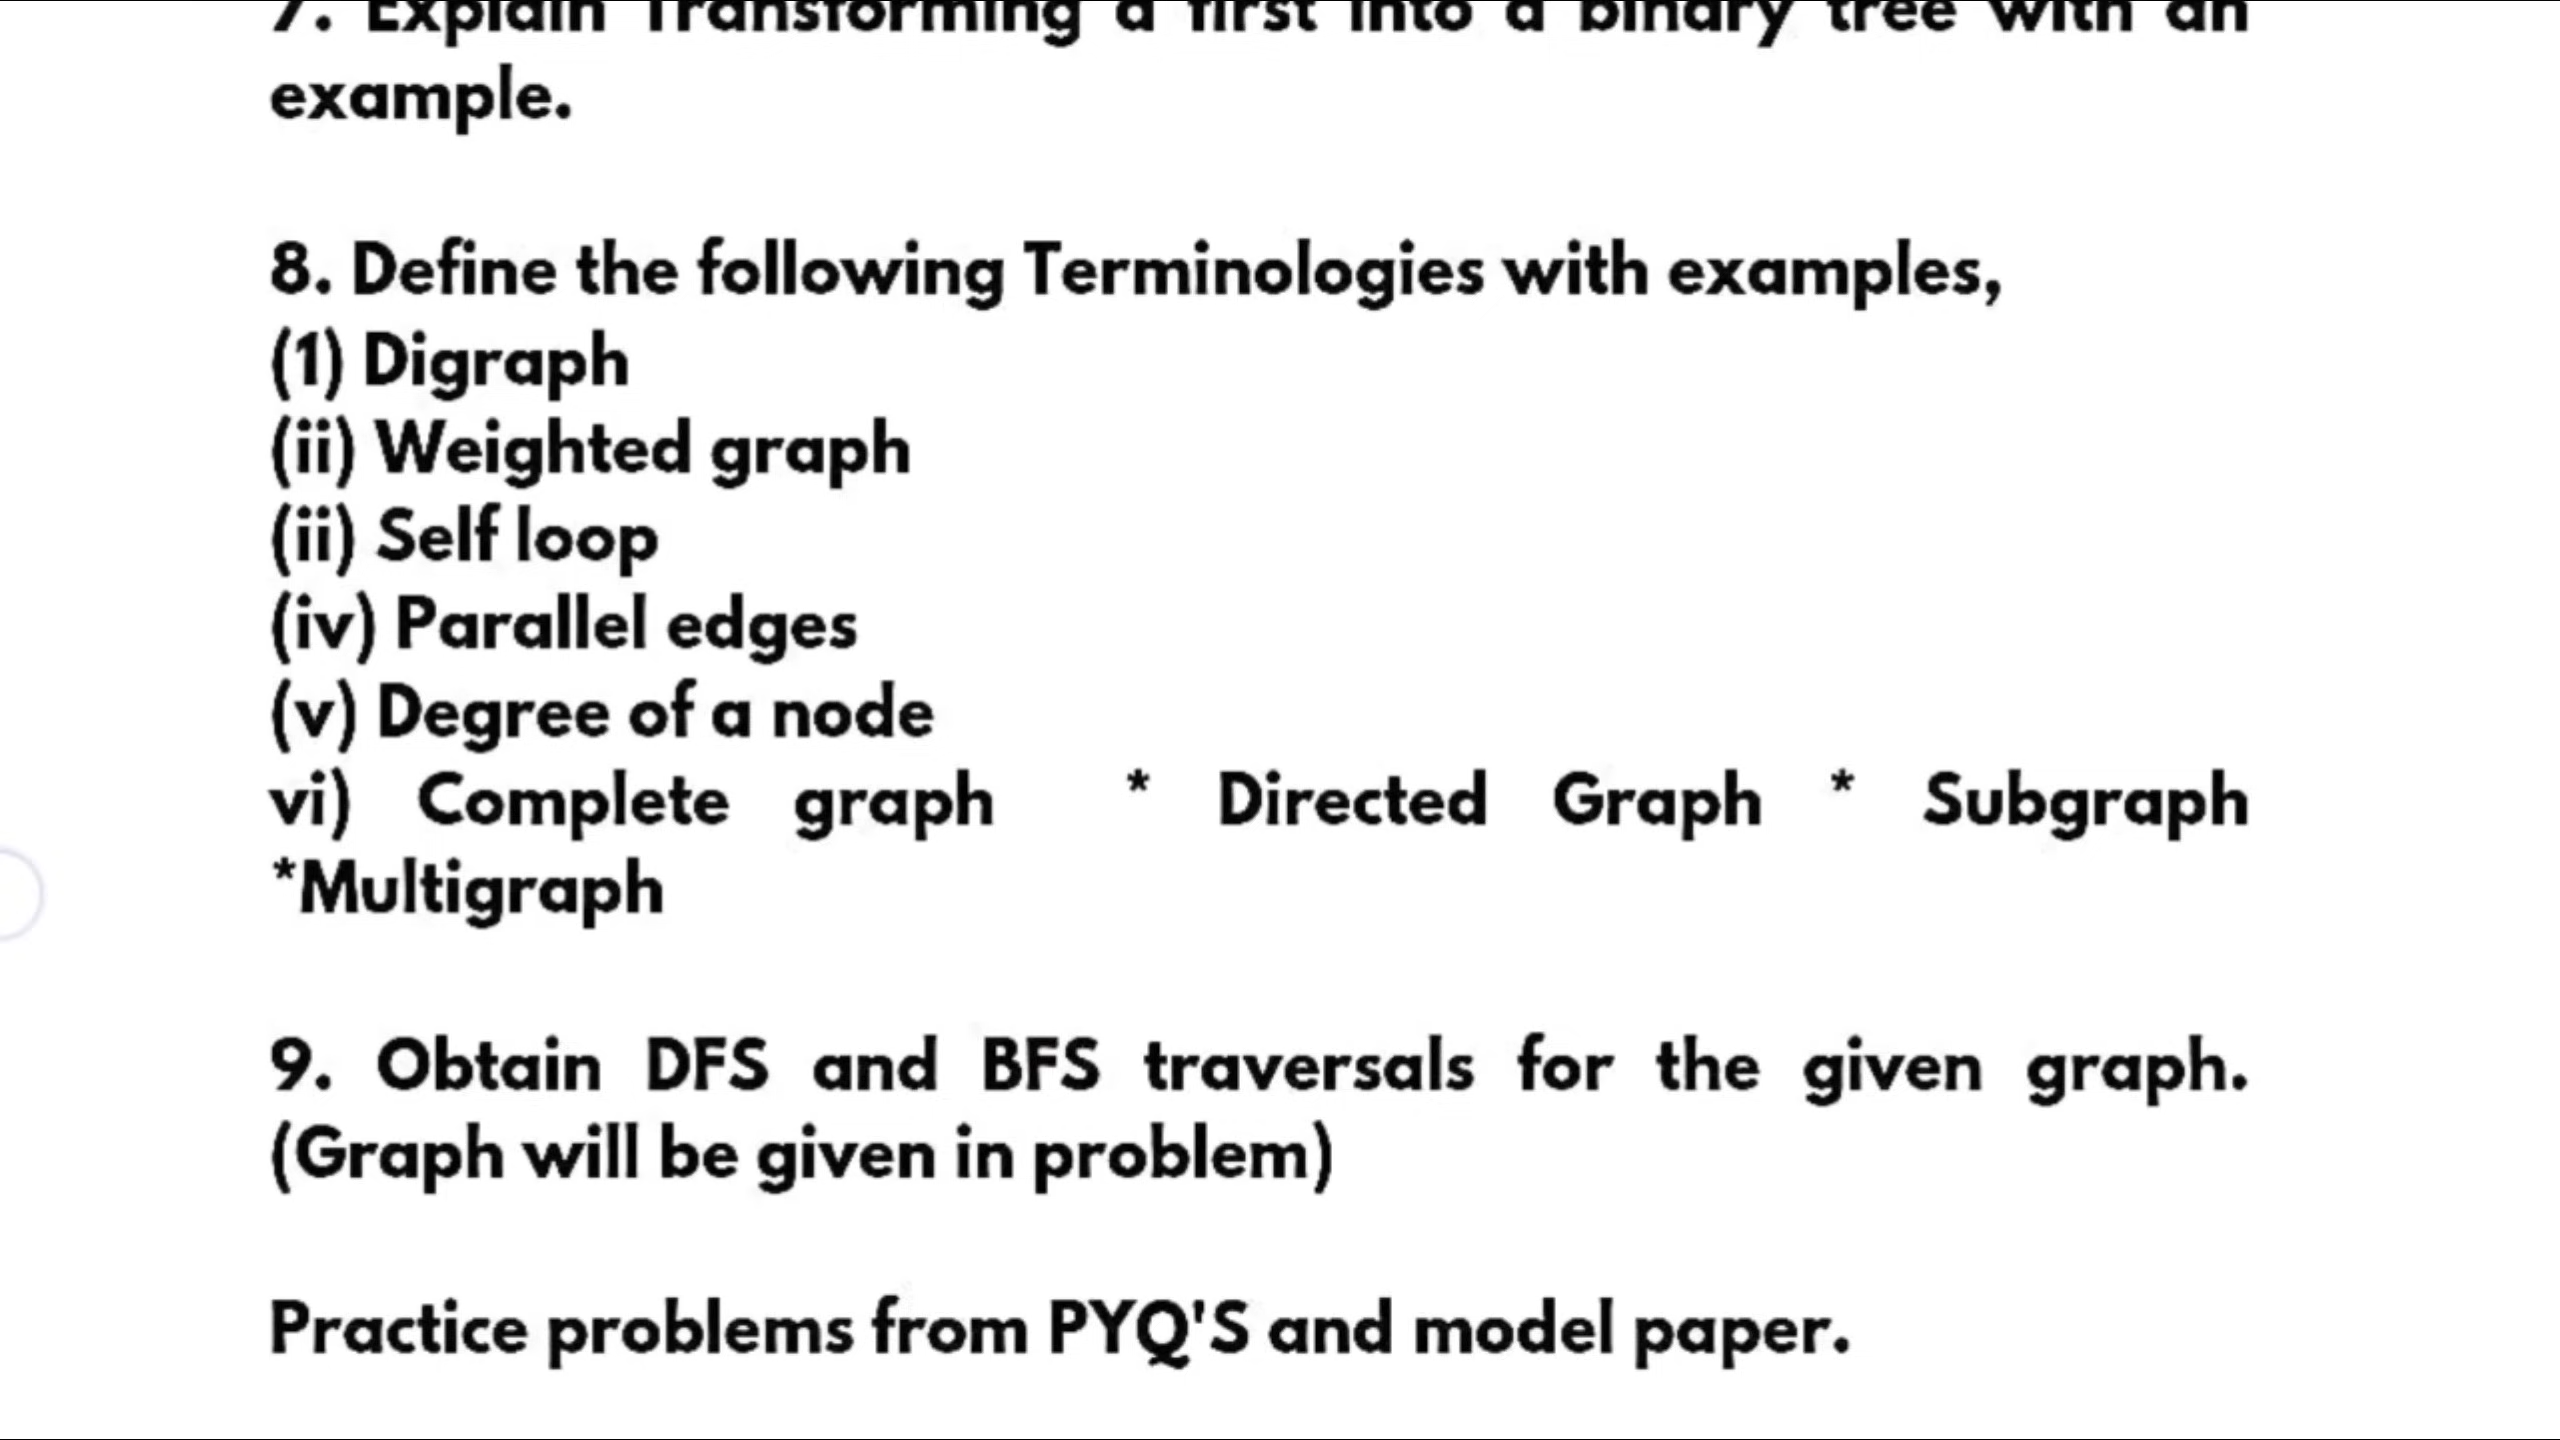 7. Explain Transforming a first into a binary tree with an
example.
8. Define the following Terminologies with examples,
(1) Digraph
(ii) Weighted graph
(ii) Self loop
(iv) Parallel edges
(v) Degree of a node
vi) Complete graph * Directed Graph * Subgraph
*Multigraph
9. Obtain DFS and BFS traversals for the given graph.
(Graph will be given in problem)
Practice problems from PYQ'S and model paper.